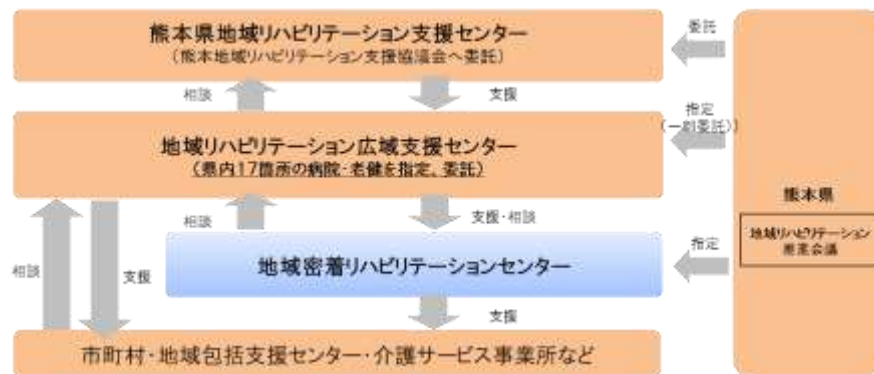 熊本県地域リハビリテーション支援センター
（熊本地域リハビリテーション支援協議会へ委託）
委託
相談
支援
指定
（一部委託）
地域リハビリテーション広域支援センター
（県内17箇所の病院・老健を指定、委託）
熊本県
地域リハビリテーション
推進会議
相談
支援・相談
指定
地域密着リハビリテーションセンター
相談
支援
支援
市町村・地域包括支援センター・介護サービス事業所など